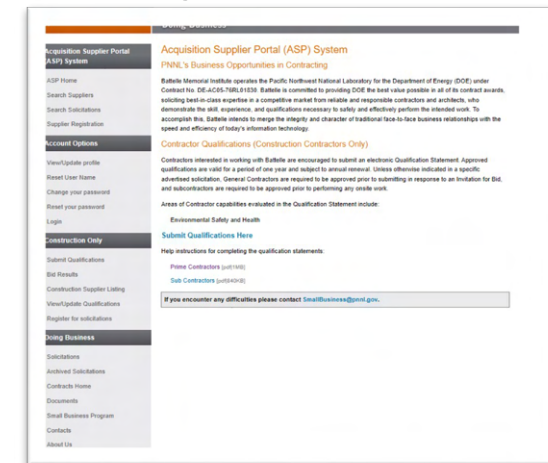 Doing Business
Acquisition Supplier Portal
(ASP) System
ASP Home
Search Suppliers
Search Solicitations
Supplier Registration
Account Options
View/Update profile
Reset User Name
Change your password
Reset your password
Login
Construction Only
Submit Qualifications
Bid Results
Construction Supplier Listing
View/Update Qualifications
Register for solicitations
Doing Business
Solicitations
Archived Solicitations
Contracts Home
Documents
Small Business Program
Contacts
About Us
Acquisition Supplier Portal (ASP) System
PNNL's Business Opportunities in Contracting
Battelle Memorial Institute operates the Pacific Northwest National Laboratory for the Department of Energy (DOE) under
Contract No. DE-AC05-76RL01830. Battelle is committed to providing DOE the best value possible in all of its contract awards,
soliciting best-in-class expertise in a competitive market from reliable and responsible contractors and architects, who
demonstrate the skill, experience, and qualifications necessary to safely and effectively perform the intended work. To
accomplish this, Battelle intends to merge the integrity and character of traditional face-to-face business relationships with the
speed and efficiency of today's information technology.
Contractor Qualifications (Construction Contractors Only)
Contractors interested in working with Battelle are encouraged to submit an electronic Qualification Statement. Approved
qualifications are valid for a period of one year and subject to annual renewal. Unless otherwise indicated in a specific
advertised solicitation, General Contractors are required to be approved prior to submitting in response to an Invitation for Bid,
and subcontractors are required to be approved prior to performing any onsite work.
Areas of Contractor capabilities evaluated in the Qualification Statement include:
Environmental Safety and Health
Submit Qualifications Here
Help instructions for completing the qualification statements:
Prime Contractors [pdf|1MB]
Sub Contractors [pdf|840KB]
If you encounter any difficulties please contact SmallBusiness@pnnl.gov.